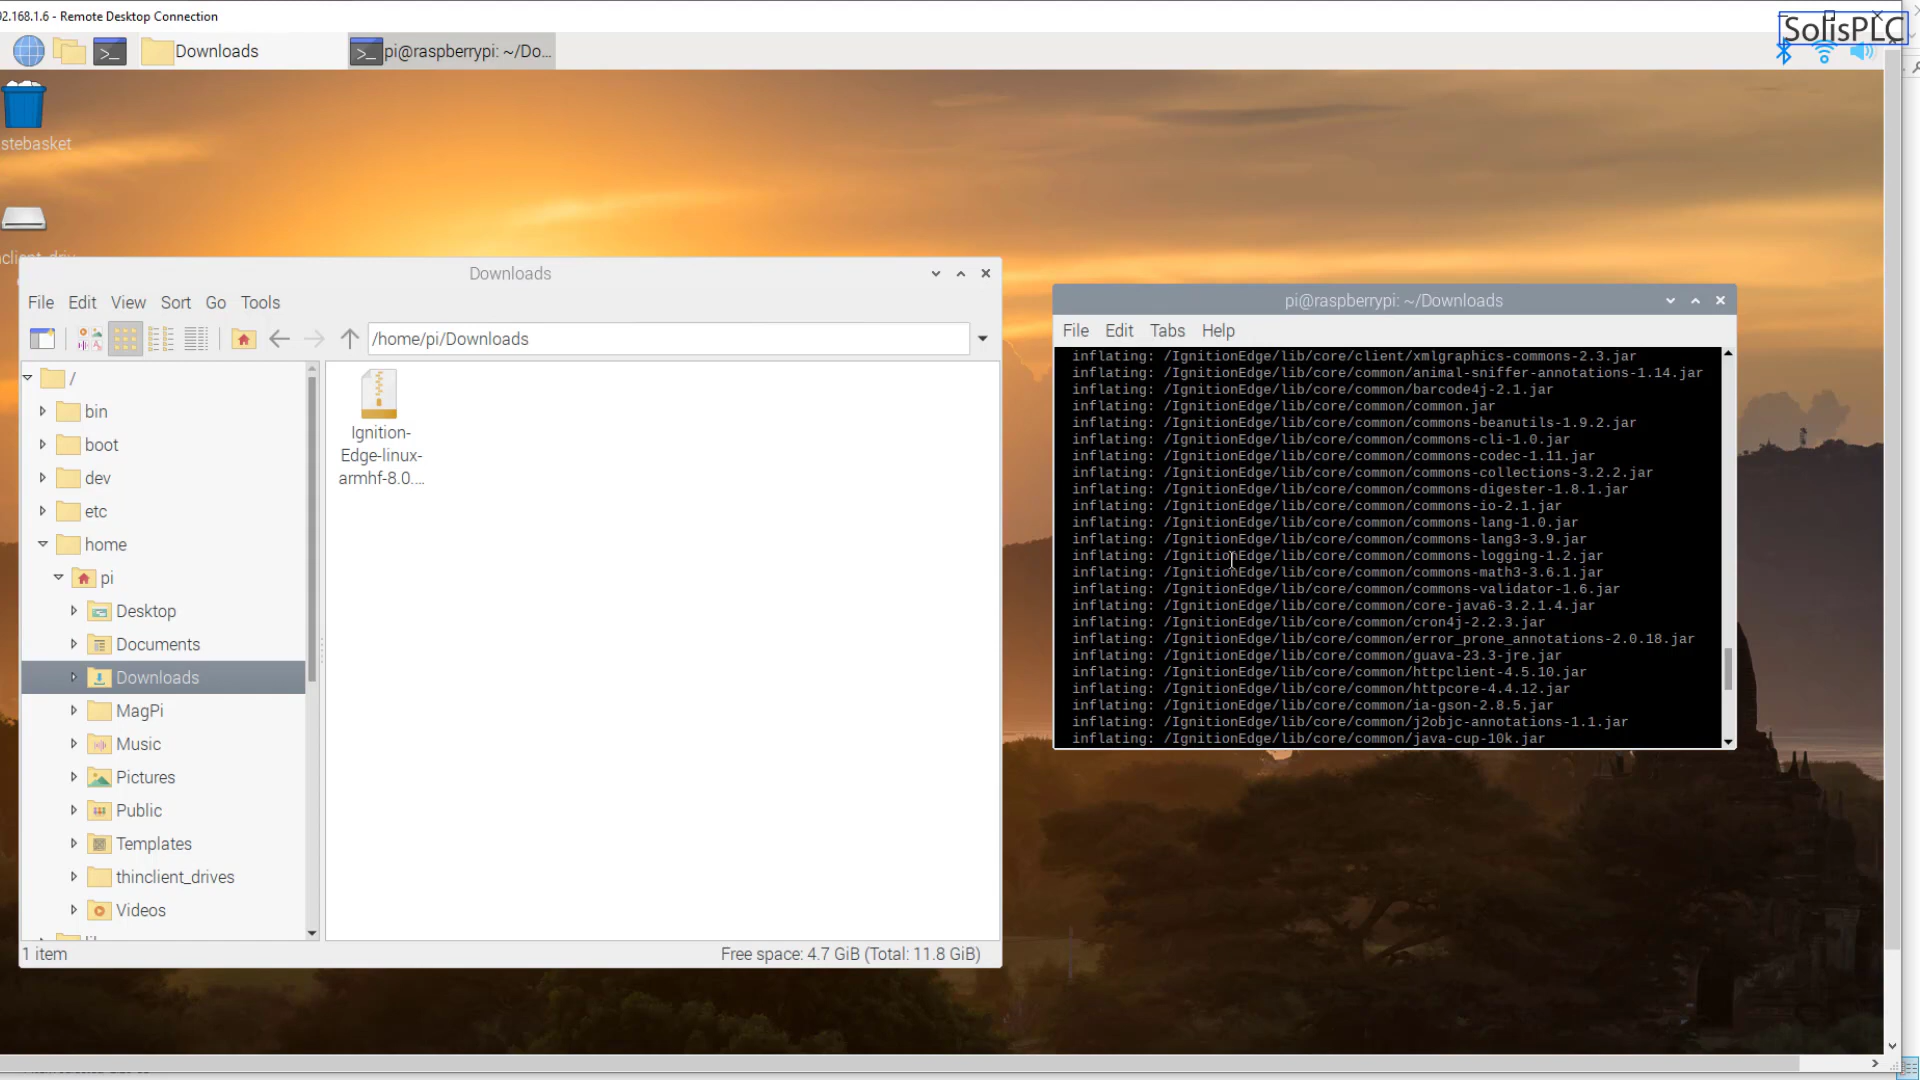 92.168.1.6 - Remote Desktop Connection
SolisPLC
Downloads
pi@raspberrypi: ~/Do...
stebasket
Downloads
File Edit View Sort Go Tools
/home/pi/Downloads
/
bin
boot
dev
etc
home
pi
Desktop
Documents
Downloads
MagPi
Music
Pictures
Public
Templates
thinclient_drives
Videos
Ignition-
Edge-linux-
armhf-8.0....
1 item
Free space: 4.7 GiB (Total: 11.8 GiB)
pi@raspberrypi: ~/Downloads
File Edit Tabs Help
inflating: /IgnitionEdge/lib/core/client/xmlgraphics-commons-2.3.jar
inflating: /IgnitionEdge/lib/core/common/animal-sniffer-annotations-1.14.jar
inflating: /IgnitionEdge/lib/core/common/barcode4j-2.1.jar
inflating: /IgnitionEdge/lib/core/common/common.jar
inflating: /IgnitionEdge/lib/core/common/commons-beanutils-1.9.2.jar
inflating: /IgnitionEdge/lib/core/common/commons-cli-1.0.jar
inflating: /IgnitionEdge/lib/core/common/commons-codec-1.11.jar
inflating: /IgnitionEdge/lib/core/common/commons-collections-3.2.2.jar
inflating: /IgnitionEdge/lib/core/common/commons-digester-1.8.1.jar
inflating: /IgnitionEdge/lib/core/common/commons-io-2.1.jar
inflating: /IgnitionEdge/lib/core/common/commons-lang-1.0.jar
inflating: /IgnitionEdge/lib/core/common/commons-lang3-3.9.jar
inflating: /IgnitionEdge/lib/core/common/commons-logging-1.2.jar
inflating: /IgnitionEdge/lib/core/common/commons-math3-3.6.1.jar
inflating: /IgnitionEdge/lib/core/common/commons-validator-1.6.jar
inflating: /IgnitionEdge/lib/core/common/core-java6-3.2.1.4.jar
inflating: /IgnitionEdge/lib/core/common/cron4j-2.2.3.jar
inflating: /IgnitionEdge/lib/core/common/error_prone_annotations-2.0.18.jar
inflating: /IgnitionEdge/lib/core/common/guava-23.3-jre.jar
inflating: /IgnitionEdge/lib/core/common/httpclient-4.5.10.jar
inflating: /IgnitionEdge/lib/core/common/httpcore-4.4.12.jar
inflating: /IgnitionEdge/lib/core/common/ia-gson-2.8.5.jar
inflating: /IgnitionEdge/lib/core/common/j2objc-annotations-1.1.jar
inflating: /IgnitionEdge/lib/core/common/java-cup-10k.jar